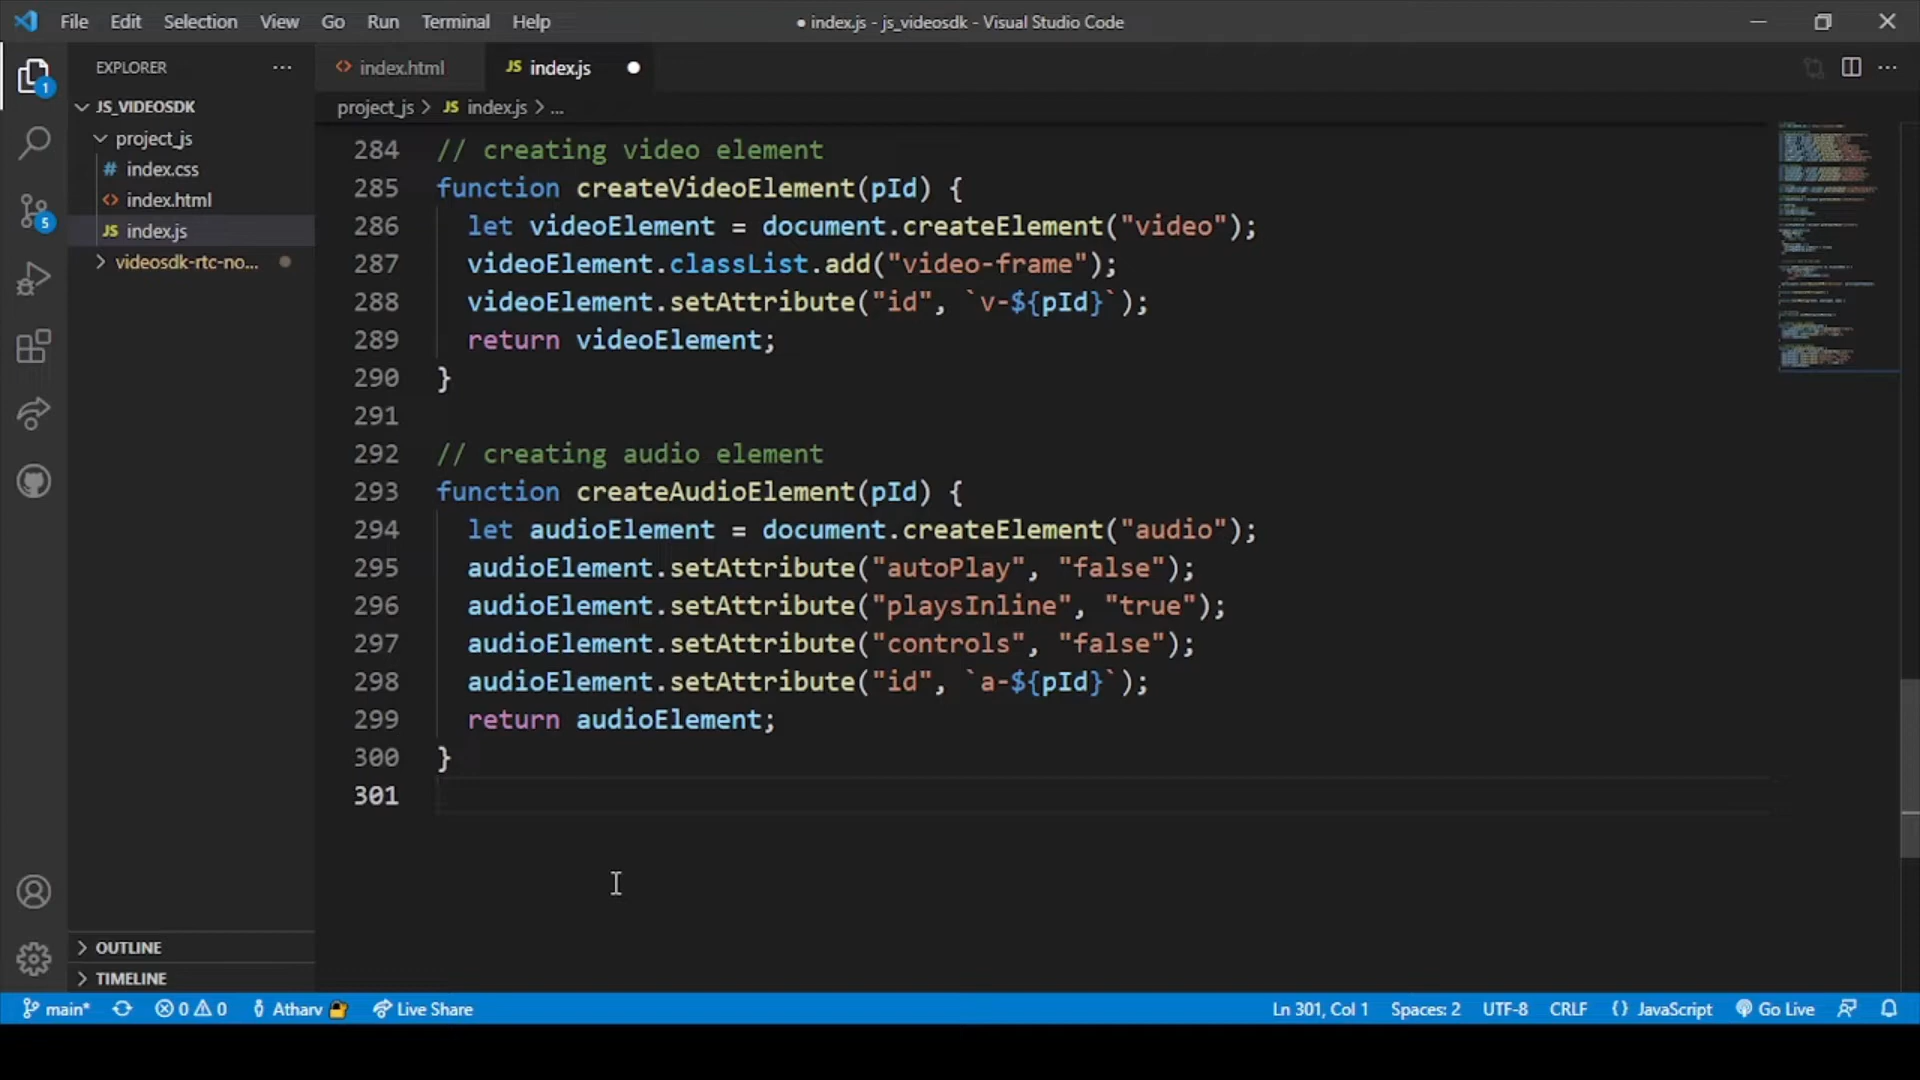 File Edit Selection View Go Run Terminal Help
● index.js - js_videosdk - Visual Studio Code
EXPLORER
JS_VIDEOSDK
project_js
# index.css
<> index.html
JS index.js
videosdk-rtc-no...
OUTLINE
TIMELINE
1
5
<> index.html
JS index.js
project_js > JS index.js > ...
284 // creating video element
285 function createVideoElement(pId) {
286 let videoElement = document.createElement("video");
287 videoElement.classList.add("video-frame");
288 videoElement.setAttribute("id", `v-${pId}`);
289 return videoElement;
290 }
291
292 // creating audio element
293 function createAudioElement(pId) {
294 let audioElement = document.createElement("audio");
295 audioElement.setAttribute("autoPlay", "false");
296 audioElement.setAttribute("playsInline", "true");
297 audioElement.setAttribute("controls", "false");
298 audioElement.setAttribute("id", `a-${pId}`);
299 return audioElement;
300 }
301
main* 0 0 Atharv Live Share
Ln 301, Col 1 Spaces: 2 UTF-8 CRLF {} JavaScript Go Live